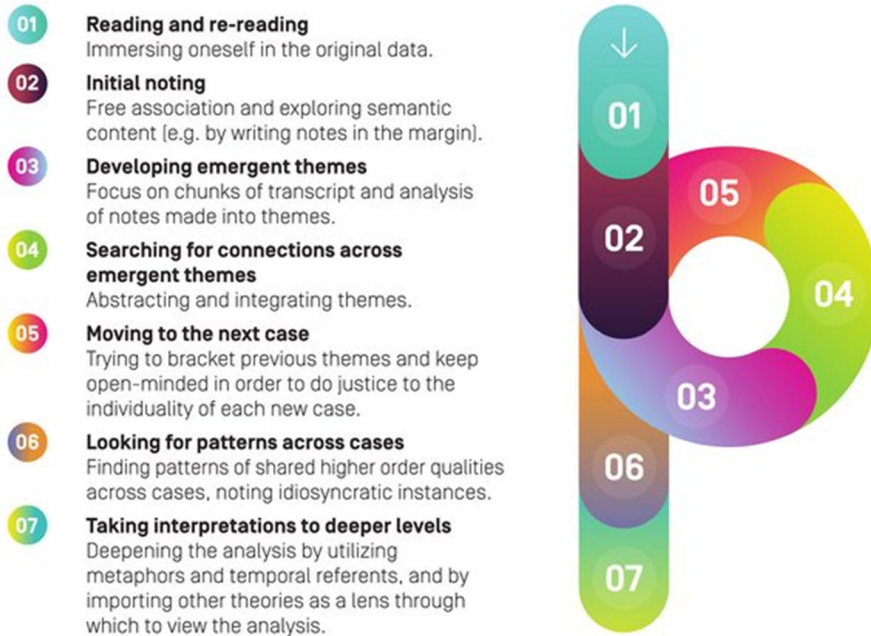 01
Reading and re-reading
Immersing oneself in the original data.
02
Initial noting
Free association and exploring semantic
content (e.g. by writing notes in the margin).
03
Developing emergent themes
Focus on chunks of transcript and analysis
of notes made into themes.
04
Searching for connections across
emergent themes
Abstracting and integrating themes.
05
Moving to the next case
Trying to bracket previous themes and keep
open-minded in order to do justice to the
individuality of each new case.
06
Looking for patterns across cases
Finding patterns of shared higher order qualities
across cases, noting idiosyncratic instances.
07
Taking interpretations to deeper levels
Deepening the analysis by utilizing
metaphors and temporal referents, and by
importing other theories as a lens through
which to view the analysis.
01
02
05
04
03
06
07